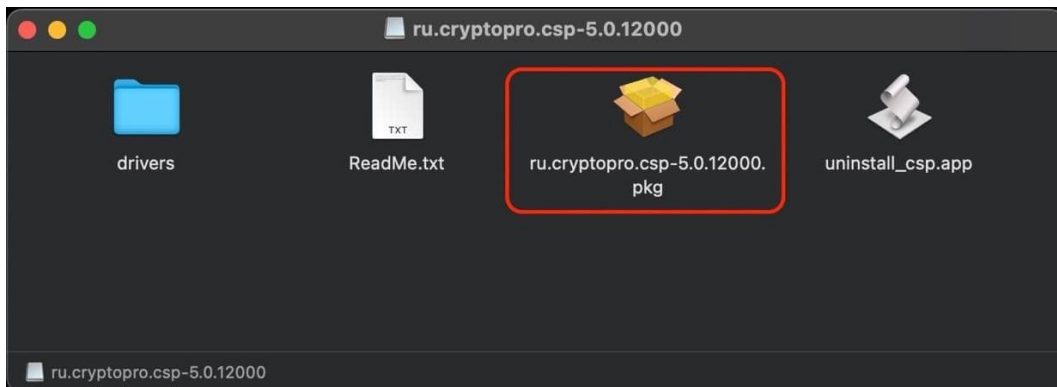 ru.cryptopro.csp-5.0.12000
TXT
drivers
ReadMe.txt
ru.cryptopro.csp-5.0.12000.
pkg
uninstall_csp.app
ru.cryptopro.csp-5.0.12000